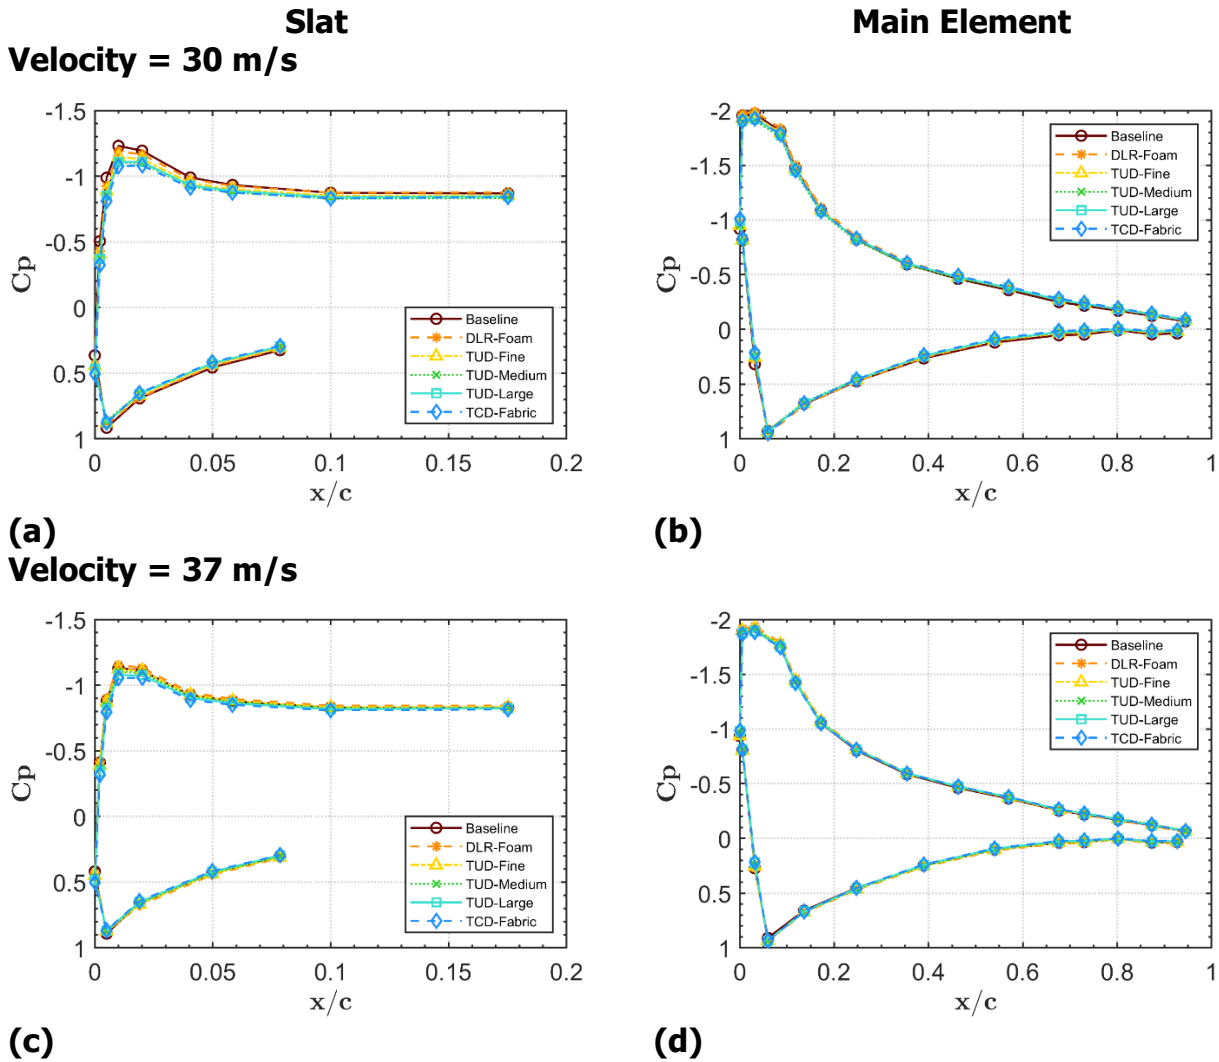 Slat
Main Element
Velocity = 30 m/s
-1.5
-1
-0.5
0
0.5
1
Cp
0
0.05
0.1
0.15
0.2
x/c
Baseline
DLR-Foam
TUD-Fine
TUD-Medium
TUD-Large
TCD-Fabric
(a)
-2
-1.5
-1
-0.5
0
0.5
1
Cp
0
0.2
0.4
0.6
0.8
1
x/c
Baseline
DLR-Foam
TUD-Fine
TUD-Medium
TUD-Large
TCD-Fabric
(b)
Velocity = 37 m/s
-1.5
-1
-0.5
0
0.5
1
Cp
0
0.05
0.1
0.15
0.2
x/c
Baseline
DLR-Foam
TUD-Fine
TUD-Medium
TUD-Large
TCD-Fabric
(c)
-2
-1.5
-1
-0.5
0
0.5
1
Cp
0
0.2
0.4
0.6
0.8
1
x/c
Baseline
DLR-Foam
TUD-Fine
TUD-Medium
TUD-Large
TCD-Fabric
(d)